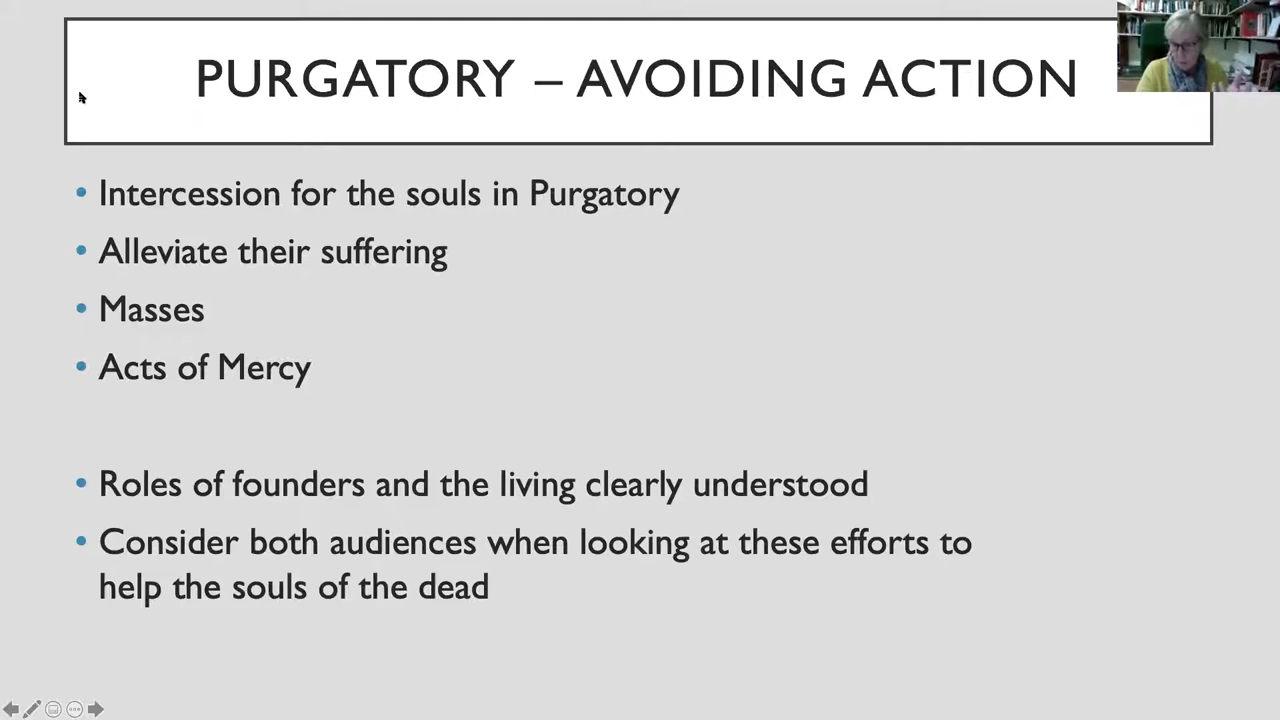 PURGATORY – AVOIDING ACTION
• Intercession for the souls in Purgatory
• Alleviate their suffering
• Masses
• Acts of Mercy
• Roles of founders and the living clearly understood
• Consider both audiences when looking at these efforts to
help the souls of the dead